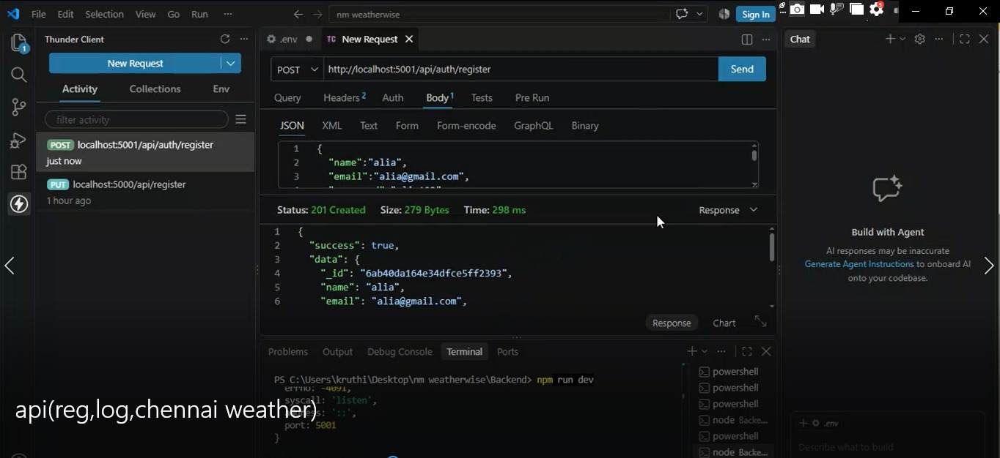 File Edit Selection View Go Run ··· nm weatherwise Sign In 5
1 Thunder Client .env TC New Request Chat
New Request
Activity Collections Env
filter activity
POST localhost:5001/api/auth/register
just now
PUT localhost:5000/api/register
1 hour ago
POST http://localhost:5001/api/auth/register Send
Query Headers 2 Auth Body 1 Tests Pre Run
JSON XML Text Form Form-encode GraphQL Binary
1 {
2 "name":"alia",
3 "email":"alia@gmail.com",
Status: 201 Created Size: 279 Bytes Time: 298 ms Response
1 {
2 "success": true,
3 "data": {
4 "_id": "6ab40da164e34dfce5ff2393",
5 "name": "alia",
6 "email": "alia@gmail.com",
Response Chart
Problems Output Debug Console Terminal Ports
PS C:\Users\kruthi\Desktop\nm weatherwise\Backend> npm run dev
errno: -4091,
syscall: 'listen',
address: '::',
port: 5001
}
powershell
powershell
powershell
node Backe...
powershell
node Backe...
Build with Agent
AI responses may be inaccurate
Generate Agent Instructions to onboard AI
onto your codebase.
.env
Describe what to build
api(reg,log,chennai weather)